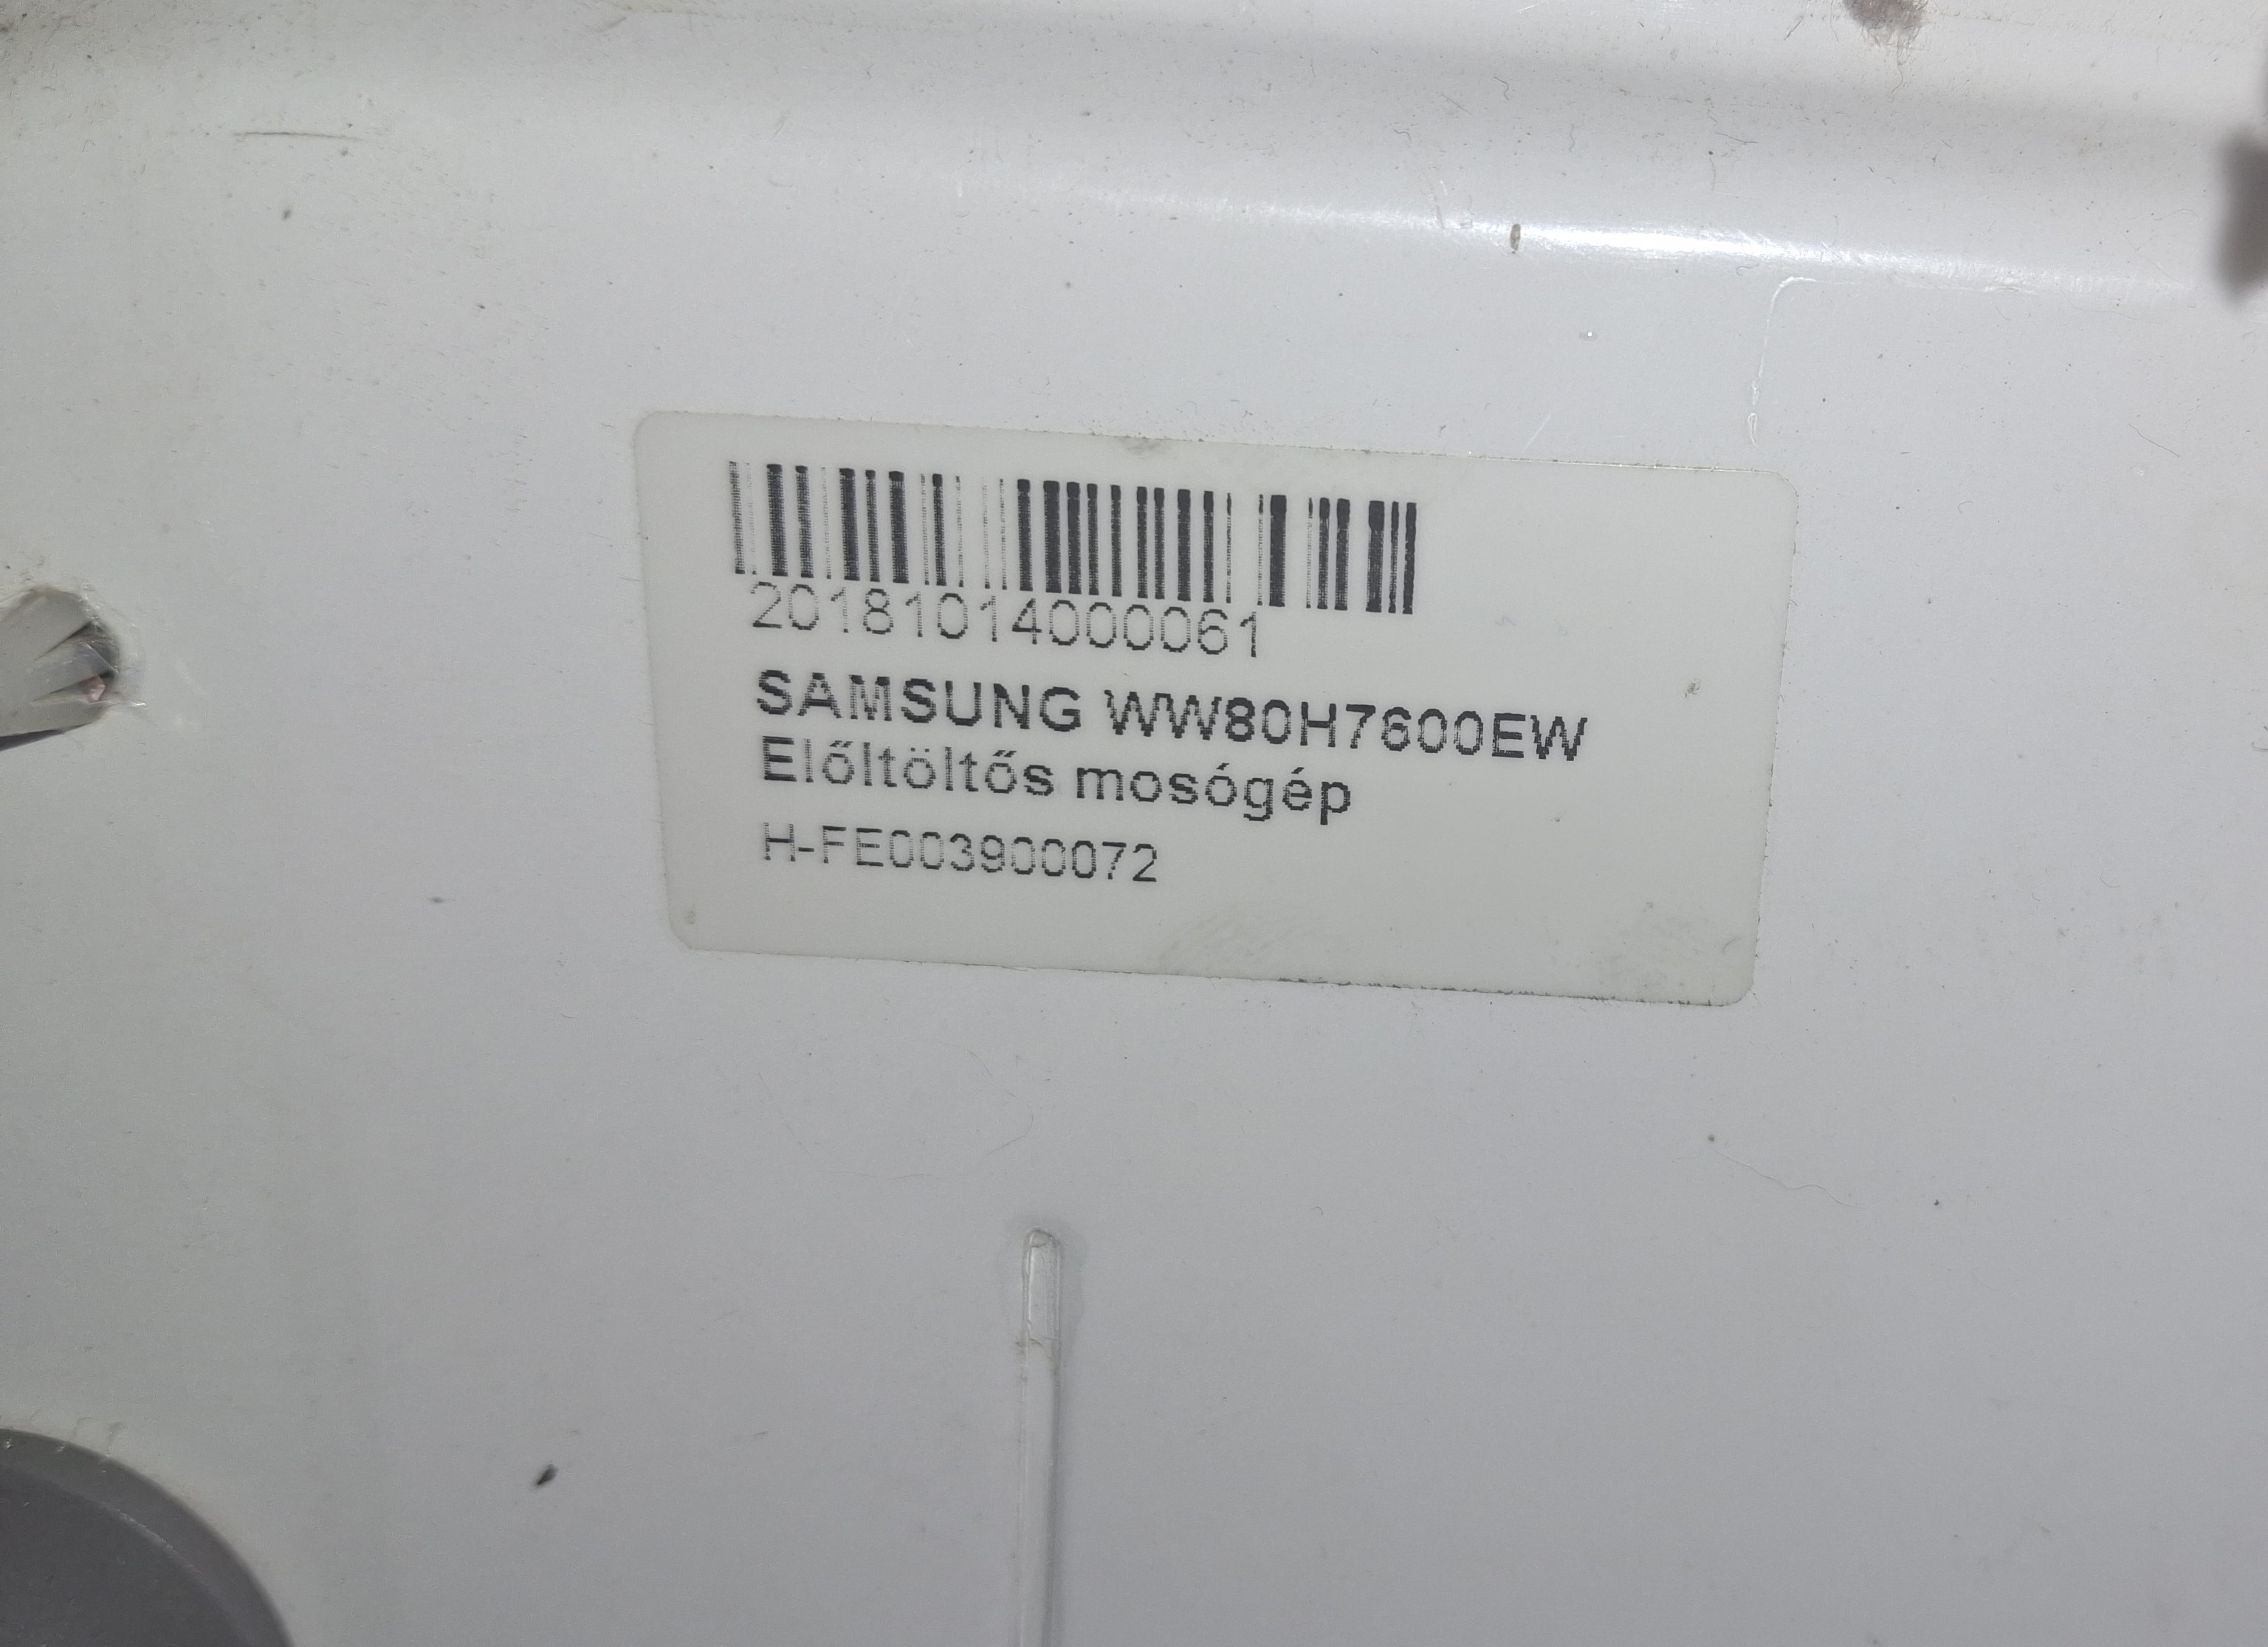 20181014000061
SAMSUNG WW80H7600EW
Előltöltős mosógép
H-FE003900072